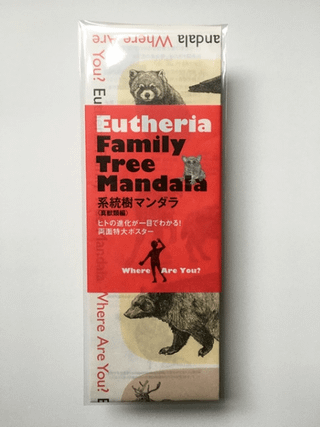 andala Where Are
You? Eu
Eutheria
Family
Tree
Mandala
系統樹マンダラ
(真獣類編)
ヒトの進化が一目でわかる!
両面特大ポスター
Where Are You?
Mandala Where Are You? E